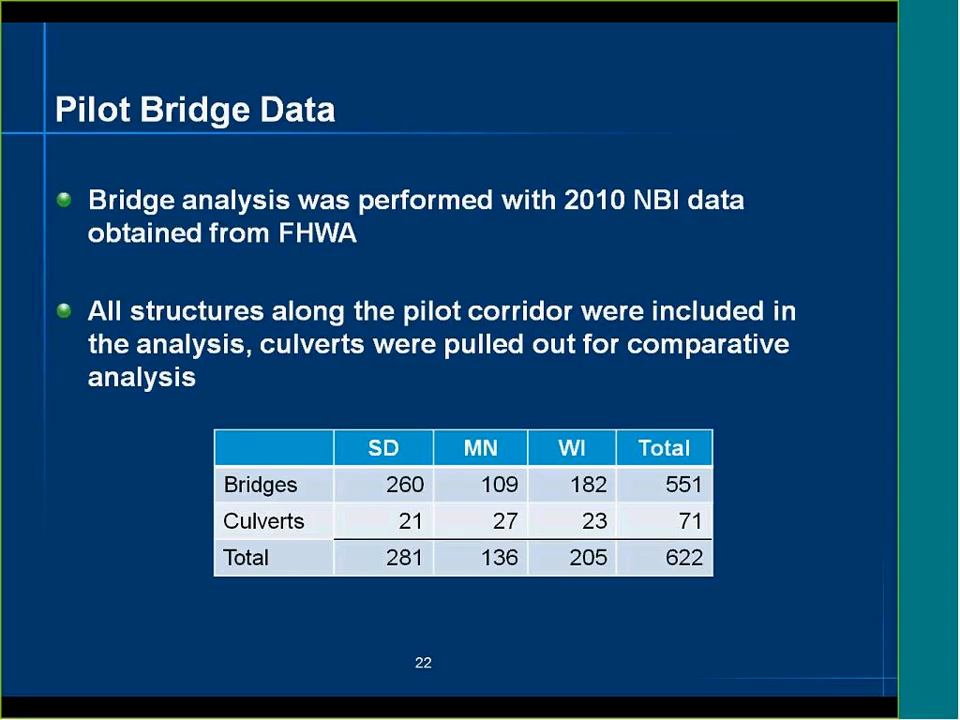 Pilot Bridge Data
Bridge analysis was performed with 2010 NBI data
obtained from FHWA
All structures along the pilot corridor were included in
the analysis, culverts were pulled out for comparative
analysis
SD MN WI Total
Bridges 260 109 182 551
Culverts 21 27 23 71
Total 281 136 205 622
22